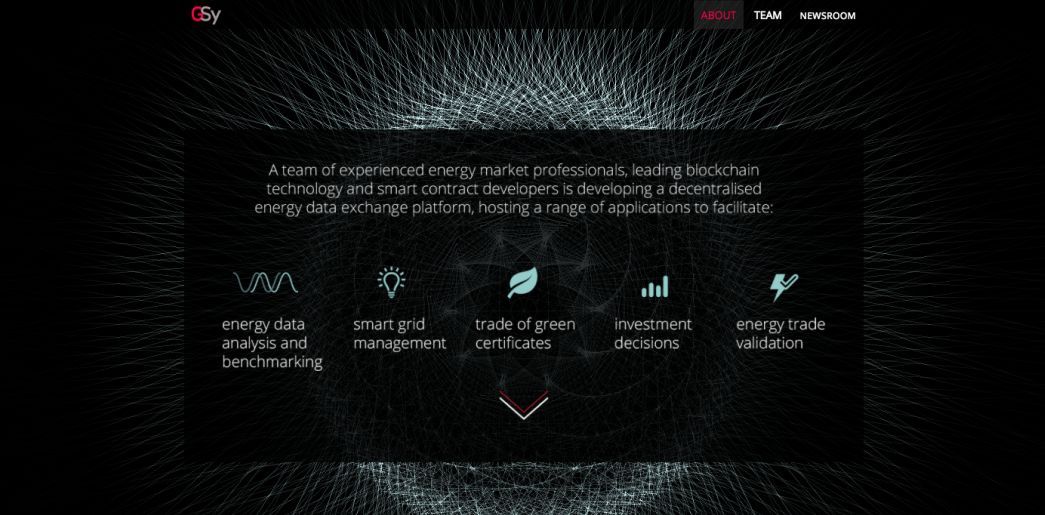 GSy
ABOUT TEAM NEWSROOM
A team of experienced energy market professionals, leading blockchain
technology and smart contract developers is developing a decentralised
energy data exchange platform, hosting a range of applications to facilitate:
energy data
analysis and
benchmarking
smart grid
management
trade of green
certificates
investment
decisions
energy trade
validation